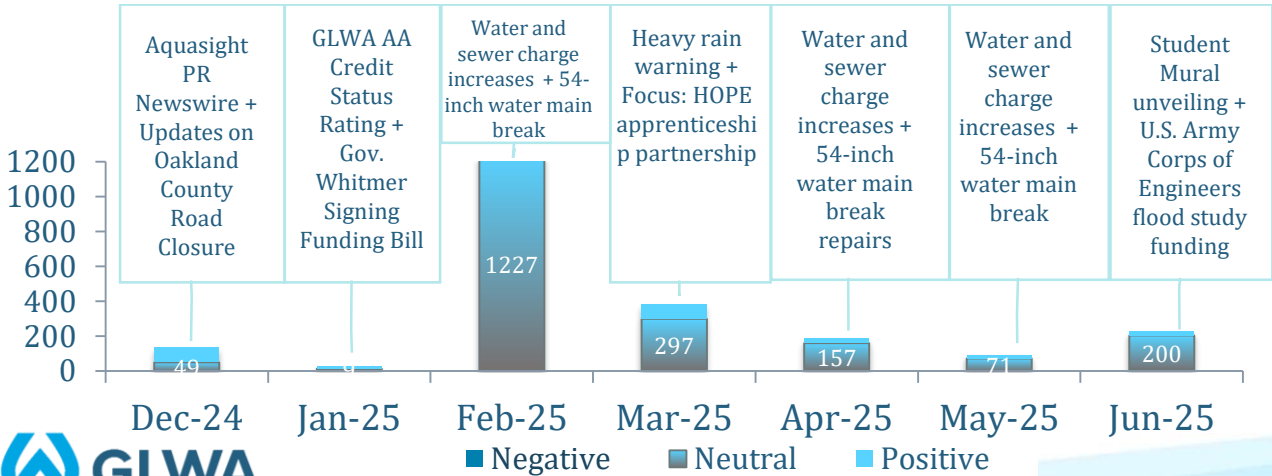 Aquasight
PR
Newswire +
Updates on
Oakland
County
Road
Closure
GLWA AA
Credit
Status
Rating +
Gov.
Whitmer
Signing
Funding Bill
Water and
sewer charge
increases + 54-
inch water main
break
Heavy rain
warning +
Focus: HOPE
apprenticeshi
p partnership
Water and
sewer
charge
increases +
54-inch
water main
break
repairs
Water and
sewer
charge
increases +
54-inch
water main
break
Student
Mural
unveiling +
U.S. Army
Corps of
Engineers
flood study
funding
1200
1000
800
600
400
200
0
49
9
1227
297
157
71
200
Dec-24
Jan-25
Feb-25
Mar-25
Apr-25
May-25
Jun-25
Negative
Neutral
Positive
GLWA